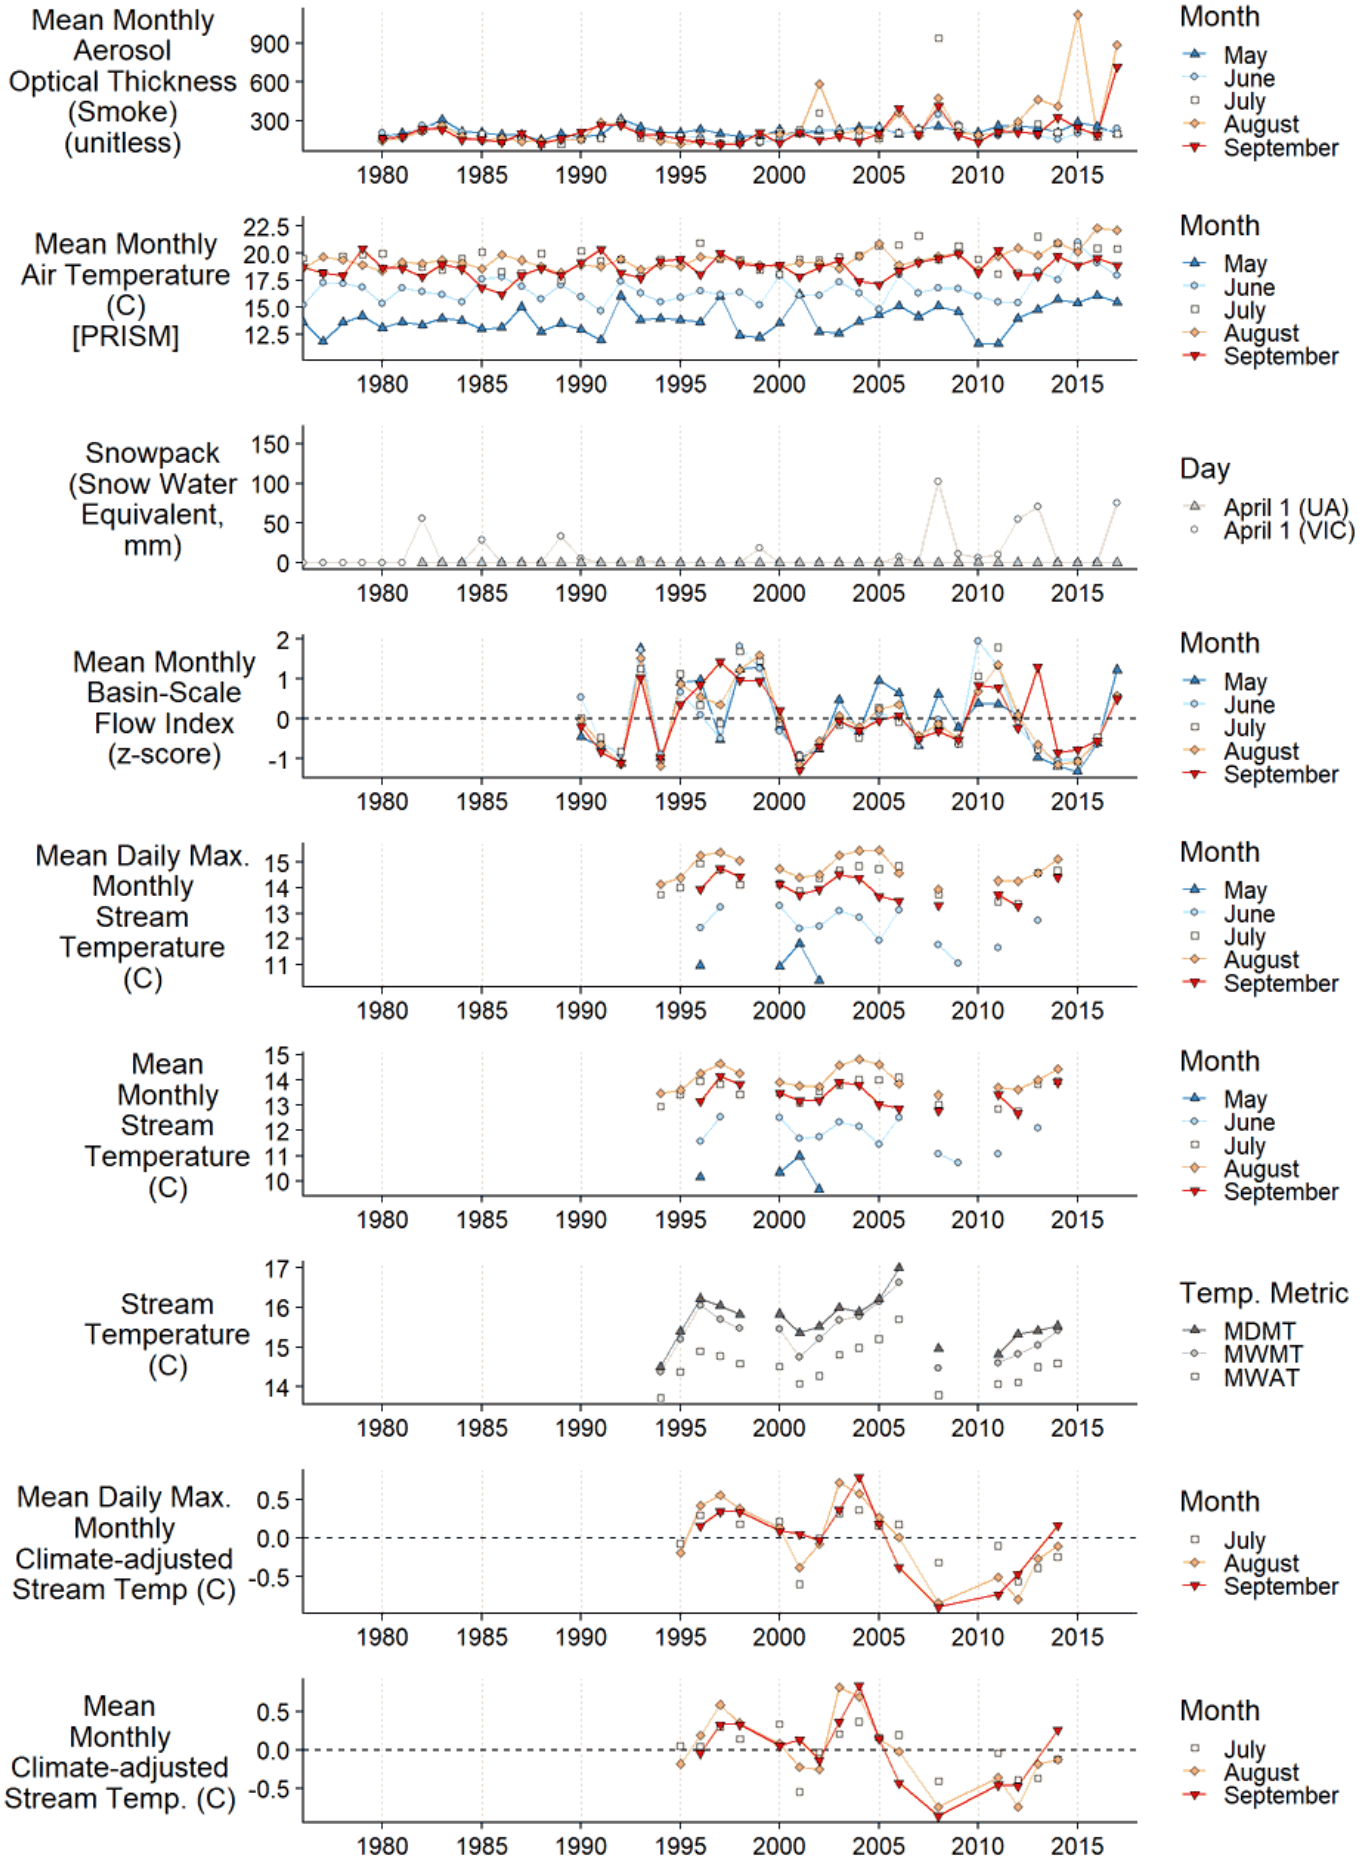 Mean Monthly
Aerosol
Optical Thickness
(Smoke)
(unitless)
900
600
300
1980 1985 1990 1995 2000 2005 2010 2015
Month
May
June
July
August
September
Mean Monthly
Air Temperature
(C)
[PRISM]
22.5
20.0
17.5
15.0
12.5
1980 1985 1990 1995 2000 2005 2010 2015
Month
May
June
July
August
September
Snowpack
(Snow Water
Equivalent,
mm)
150
100
50
0
1980 1985 1990 1995 2000 2005 2010 2015
Day
April 1 (UA)
April 1 (VIC)
Mean Monthly
Basin-Scale
Flow Index
(z-score)
2
1
0
-1
1980 1985 1990 1995 2000 2005 2010 2015
Month
May
June
July
August
September
Mean Daily Max.
Monthly
Stream
Temperature
(C)
15
14
13
12
11
1980 1985 1990 1995 2000 2005 2010 2015
Month
May
June
July
August
September
Mean
Monthly
Stream
Temperature
(C)
15
14
13
12
11
10
1980 1985 1990 1995 2000 2005 2010 2015
Month
May
June
July
August
September
Stream
Temperature
(C)
17
16
15
14
1980 1985 1990 1995 2000 2005 2010 2015
Temp. Metric
MDMT
MWMT
MWAT
Mean Daily Max.
Monthly
Climate-adjusted
Stream Temp (C)
0.5
0.0
-0.5
1980 1985 1990 1995 2000 2005 2010 2015
Month
July
August
September
Mean
Monthly
Climate-adjusted
Stream Temp. (C)
0.5
0.0
-0.5
1980 1985 1990 1995 2000 2005 2010 2015
Month
July
August
September